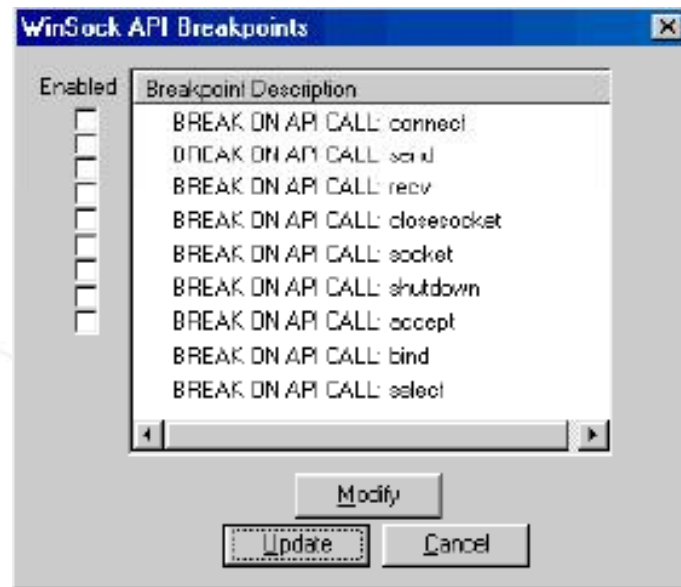 WinSock API Breakpoints
Enabled
Breakpoint Description
BREAK ON API CALL: connect
BREAK ON API CALL: send
BREAK ON API CALL: recv
BREAK ON API CALL: closesocket
BREAK ON API CALL: socket
BREAK ON API CALL: shutdown
BREAK ON API CALL: accept
BREAK ON API CALL: bind
BREAK ON API CALL: select
Modify
Update
Cancel